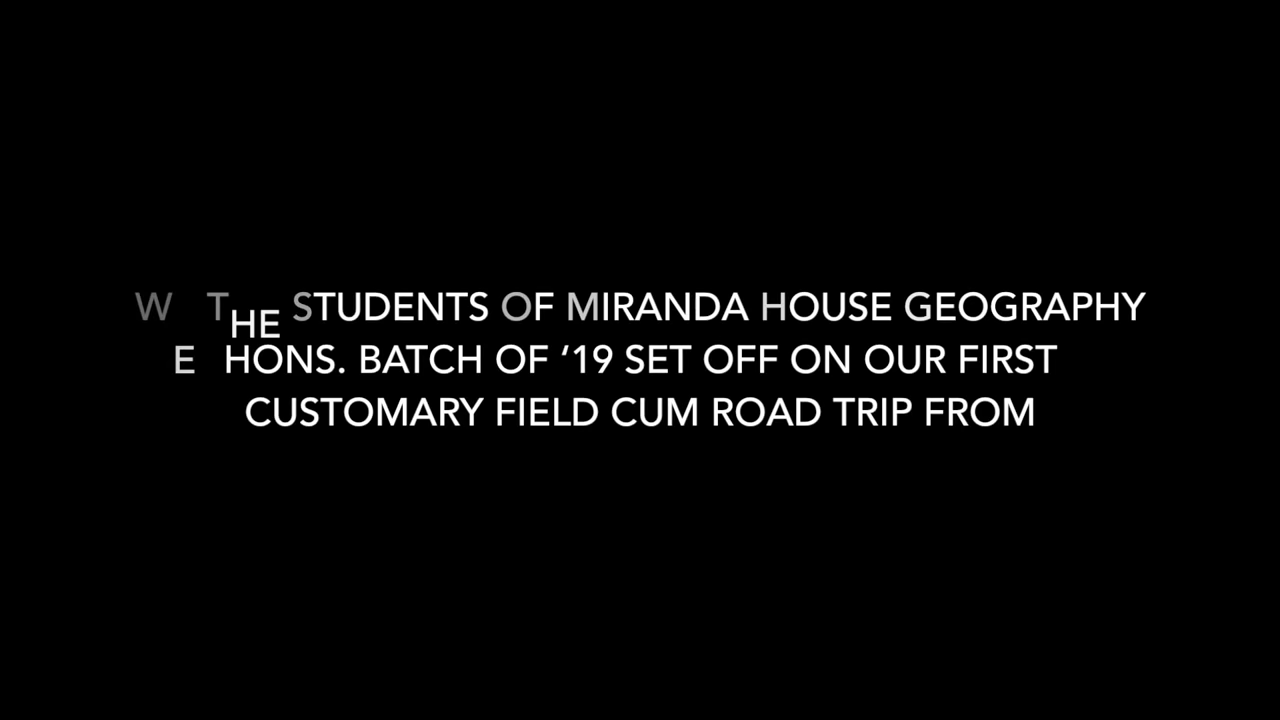 WE THE STUDENTS OF MIRANDA HOUSE GEOGRAPHY
HONS. BATCH OF ’19 SET OFF ON OUR FIRST
CUSTOMARY FIELD CUM ROAD TRIP FROM